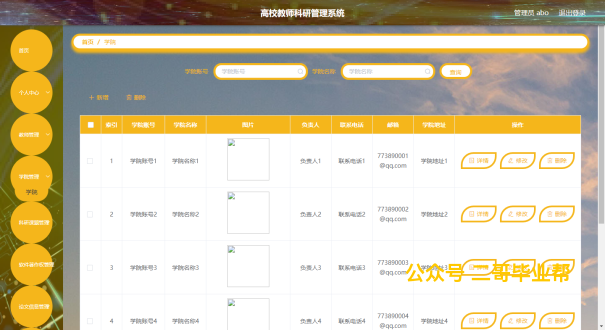 高校教师科研管理系统
管理员 abo 退出登录
首页 / 学院
首页
个人中心
教师管理
学院管理
学院
科研课题管理
软件著作权管理
论文信息管理
学院账号 学院账号 学院名称 学院名称 查询
+ 新增 删除
索引 学院账号 学院名称 图片 负责人 联系电话 邮箱 学院地址 操作
1 学院账号1 学院名称1 负责人1 联系电话1 773890001@qq.com 学院地址1 详情 修改 删除
2 学院账号2 学院名称2 负责人2 联系电话2 773890002@qq.com 学院地址2 详情 修改 删除
3 学院账号3 学院名称3 负责人3 联系电话3 773890003@qq.com 学院地址3 详情 修改 删除
4 学院账号4 学院名称4 负责人4 联系电话4 773890004@qq.com 学院地址4 详情 修改 删除
公众号 二哥毕业帮